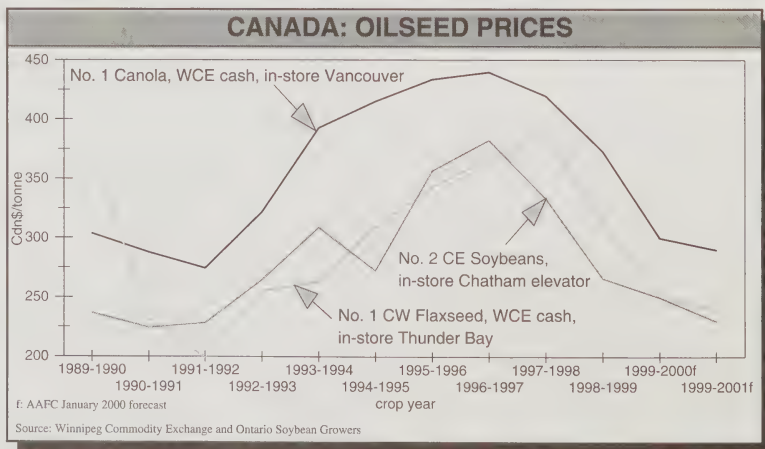 CANADA: OILSEED PRICES
450
400
350
300
250
200
Cdn$/tonne
No. 1 Canola, WCE cash, in-store Vancouver
No. 2 CE Soybeans,
in-store Chatham elevator
No. 1 CW Flaxseed, WCE cash,
in-store Thunder Bay
1989-1990
1990-1991
1991-1992
1992-1993
1993-1994
1994-1995
1995-1996
1996-1997
1997-1998
1998-1999
1999-2000f
1999-2001f
crop year
f: AAFC January 2000 forecast
Source: Winnipeg Commodity Exchange and Ontario Soybean Growers